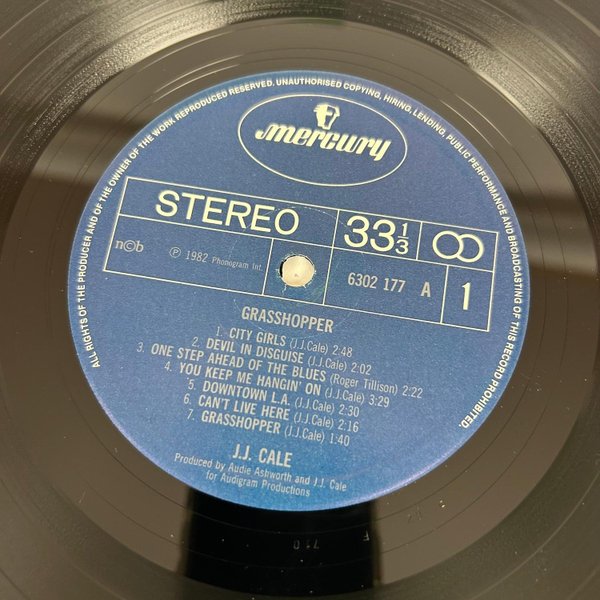 ALL RIGHTS OF THE PRODUCER AND OF THE OWNER OF THE WORK REPRODUCED RESERVED. UNAUTHORISED COPYING, HIRING, LENDING, PUBLIC PERFORMANCE AND BROADCASTING OF THIS RECORD PROHIBITED.
mercury
STEREO 33 1/3 ∞
n©b ℗ 1982 Phonogram Int. 6302 177 A 1
GRASSHOPPER
1. CITY GIRLS (J.J.Cale) 2:48
2. DEVIL IN DISGUISE (J.J.Cale) 2:02
3. ONE STEP AHEAD OF THE BLUES (Roger Tillison) 2:22
4. YOU KEEP ME HANGIN' ON (J.J.Cale) 3:29
5. DOWNTOWN L.A. (J.J.Cale) 2:30
6. CAN'T LIVE HERE (J.J.Cale) 2:16
7. GRASSHOPPER (J.J.Cale) 1:40
J.J. CALE
Produced by Audie Ashworth and J.J. Cale
for Audigram Productions